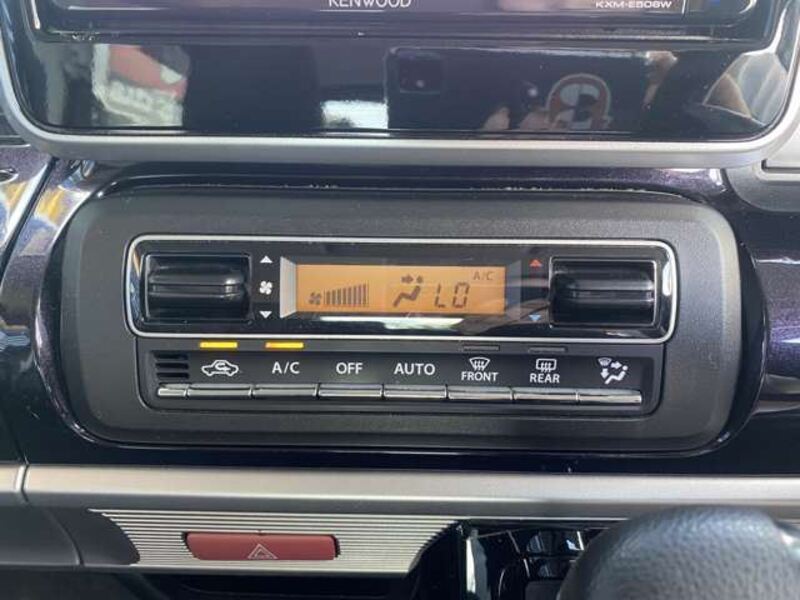 KENWOOD
KXM-E508W
A/C
LO
A/C OFF AUTO FRONT REAR